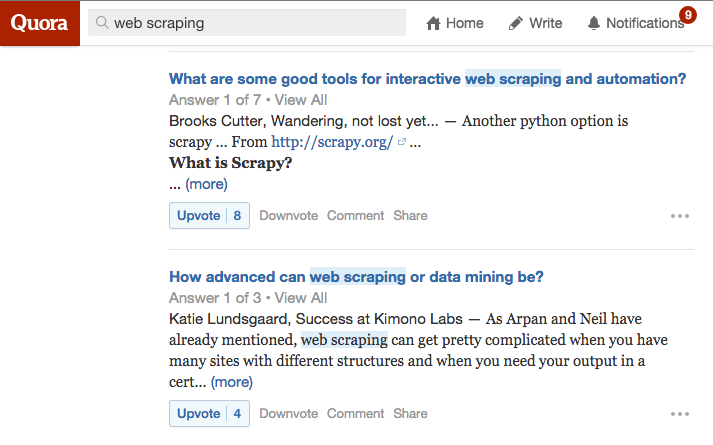 Quora web scraping Home Write Notifications 9
What are some good tools for interactive web scraping and automation?
Answer 1 of 7 • View All
Brooks Cutter, Wandering, not lost yet... — Another python option is
scrapy ... From http://scrapy.org/ ...
What is Scrapy?
... (more)
Upvote 8 Downvote Comment Share
How advanced can web scraping or data mining be?
Answer 1 of 3 • View All
Katie Lundsgaard, Success at Kimono Labs — As Arpan and Neil have
already mentioned, web scraping can get pretty complicated when you have
many sites with different structures and when you need your output in a
cert... (more)
Upvote 4 Downvote Comment Share